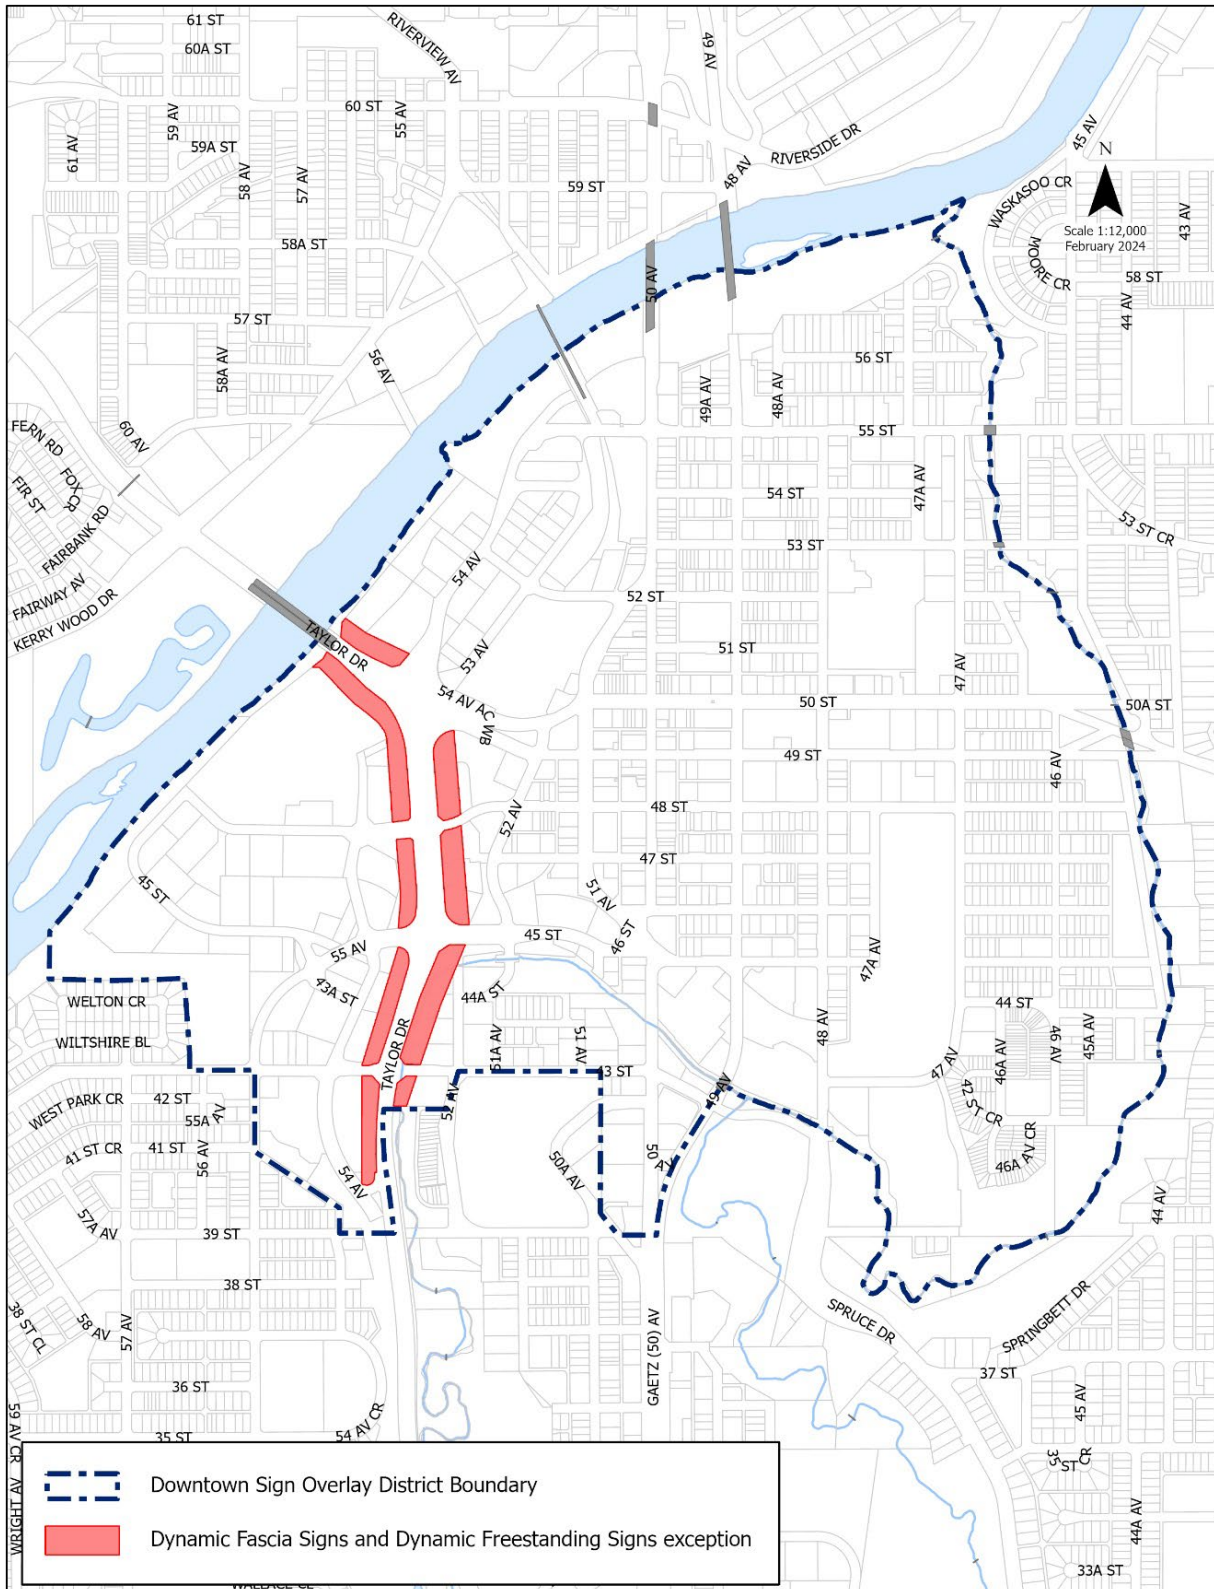 61 ST
60A ST
RIVERVIEW AV
49 AV
60 ST
55 AV
59 AV
59A ST
61 AV
58 AV
57 AV
RIVERSIDE DR
48 AV
45 AV
N
59 ST
WASKASOO CR
Scale 1:12,000
February 2024
43 AV
58A ST
MOORE CR
58 ST
50 AV
44 AV
57 ST
56 AV
58A AV
56 ST
49A AV
48A AV
60 AV
FERN RD
55 ST
FOX CR
FIR ST
47A AV
54 ST
FAIRBANK RD
53 ST CR
53 ST
54 AV
FAIRWAY AV
KERRY WOOD DR
52 ST
TAYLOR DR
53 AV
51 ST
47 AV
54 AV AC WB
50 ST
50A ST
49 ST
46 AV
48 ST
52 AV
47 ST
45 ST
51 AV
46 ST
45 ST
55 AV
47A AV
43A ST
44A ST
WELTON CR
44 ST
48 AV
WILTSHIRE BL
TAYLOR DR
51A AV
51 AV
46A AV
46 AV
45A AV
43 ST
47 AV
WEST PARK CR
42 ST
55A AV
52 AV
49 AV
42 ST CR
41 ST CR
41 ST
56 AV
54 AV
50A AV
50 AV
46A AV CR
57A AV
44 AV
39 ST
38 ST
38 ST CL
58 AV
57 AV
SPRUCE DR
SPRINGBETT DR
GAETZ (50) AV
37 ST
36 ST
45 AV
59 AV CR
35 ST
54 AV CR
35 ST CR
WRIGHT AV
Downtown Sign Overlay District Boundary
Dynamic Fascia Signs and Dynamic Freestanding Signs exception
44A AV
33A ST